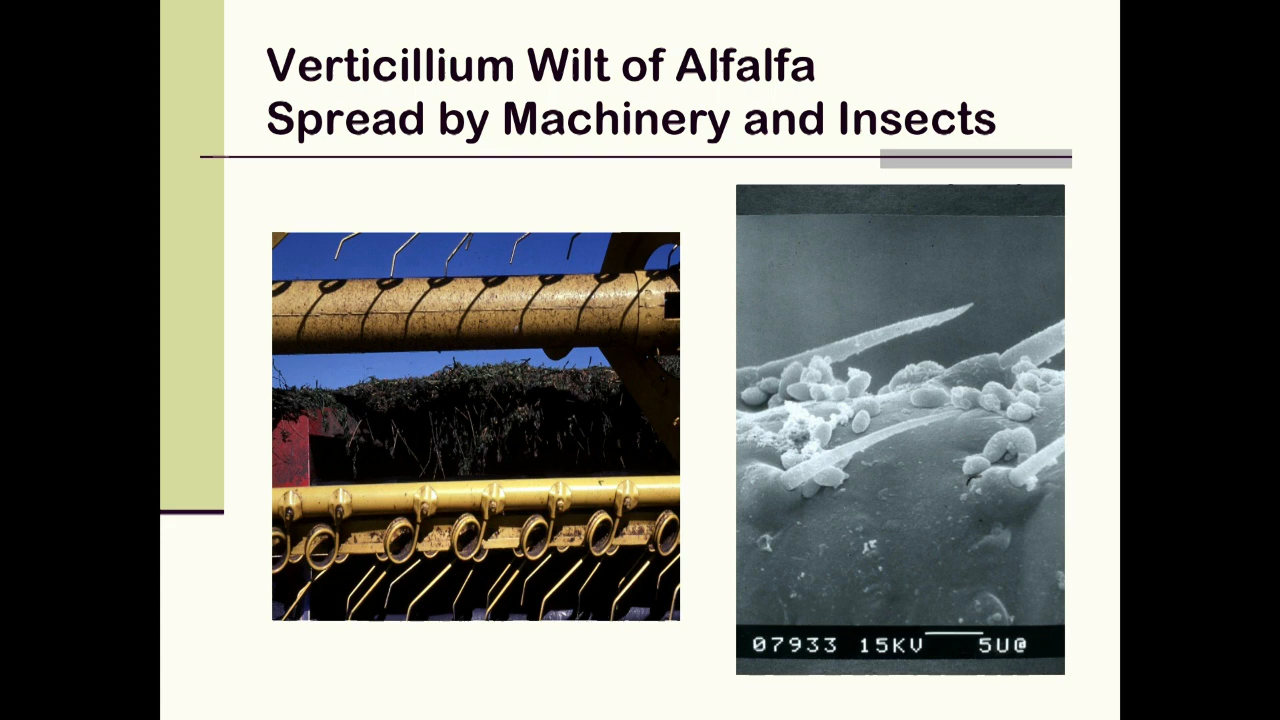 Verticillium Wilt of Alfalfa
Spread by Machinery and Insects
07933 15KV 5U@